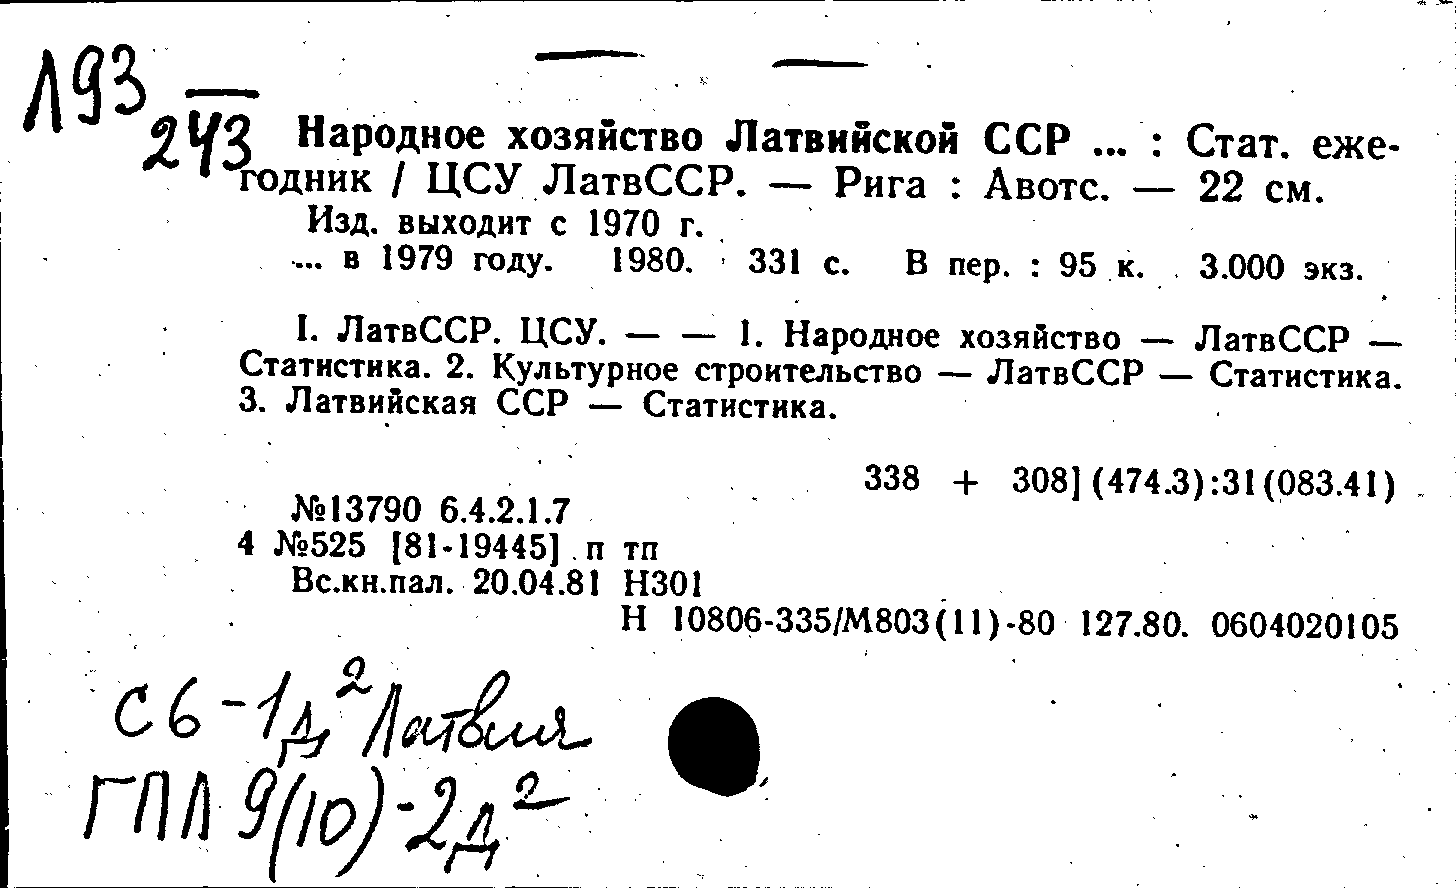 Л93
243
Народное хозяйство Латвийской ССР ... : Стат. еже-
годник / ЦСУ ЛатвССР. — Рига : Авотс. — 22 см.
Изд. выходит с 1970 г.
... в 1979 году. 1980. 331 с. В пер. : 95 к. 3.000 экз.
I. ЛатвССР. ЦСУ. — — 1. Народное хозяйство — ЛатвССР —
Статистика. 2. Культурное строительство — ЛатвССР — Статистика.
3. Латвийская ССР — Статистика.
338 + 308] (474.3):31(083.41)
№13790 6.4.2.1.7
4 №525 [81-19445] п тп
Вс.кн.пал. 20.04.81 Н301
Н 10806-335/М803(11)-80 127.80. 0604020105
С6-1д² Латвия
ГПЛ 9(10)-2д²